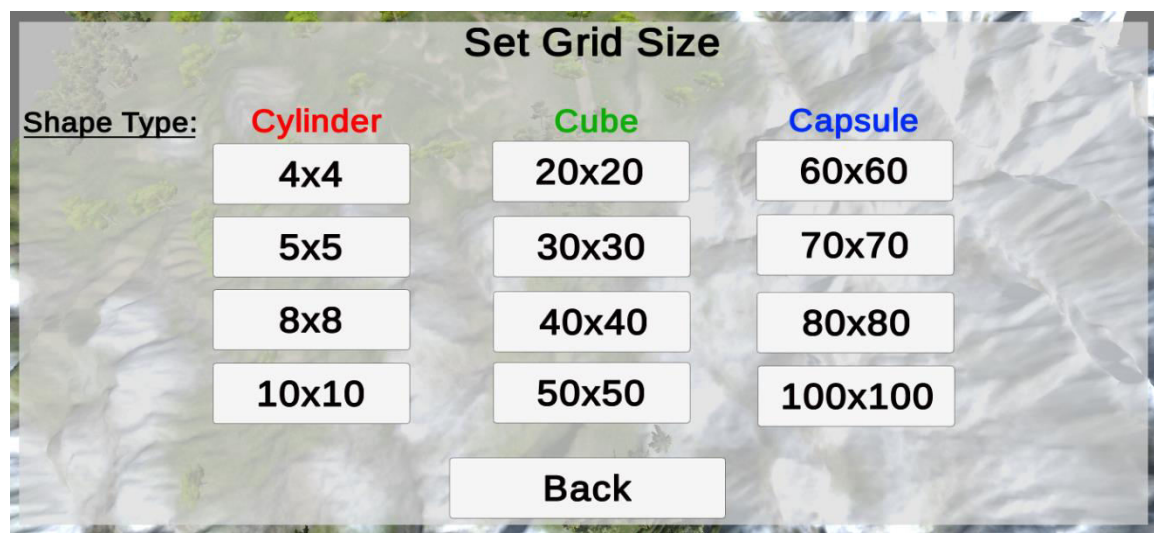 Set Grid Size
Shape Type: Cylinder Cube Capsule
4x4 20x20 60x60
5x5 30x30 70x70
8x8 40x40 80x80
10x10 50x50 100x100
Back